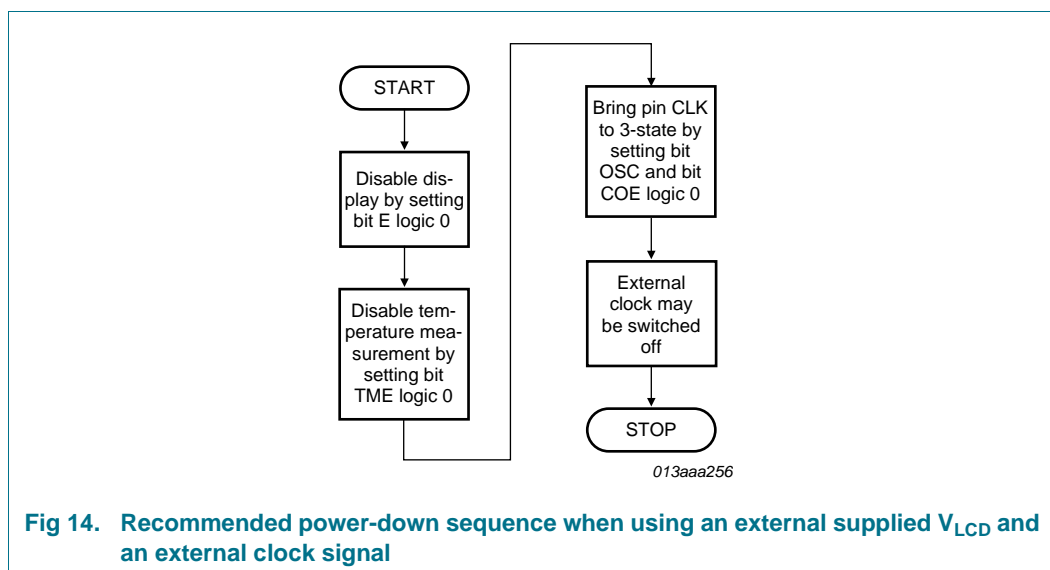 START
Disable dis-
play by setting
bit E logic 0
Disable tem-
perature mea-
surement by
setting bit
TME logic 0
Bring pin CLK
to 3-state by
setting bit
OSC and bit
COE logic 0
External
clock may
be switched
off
STOP
013aaa256
Fig 14. Recommended power-down sequence when using an external supplied VLCD and
an external clock signal